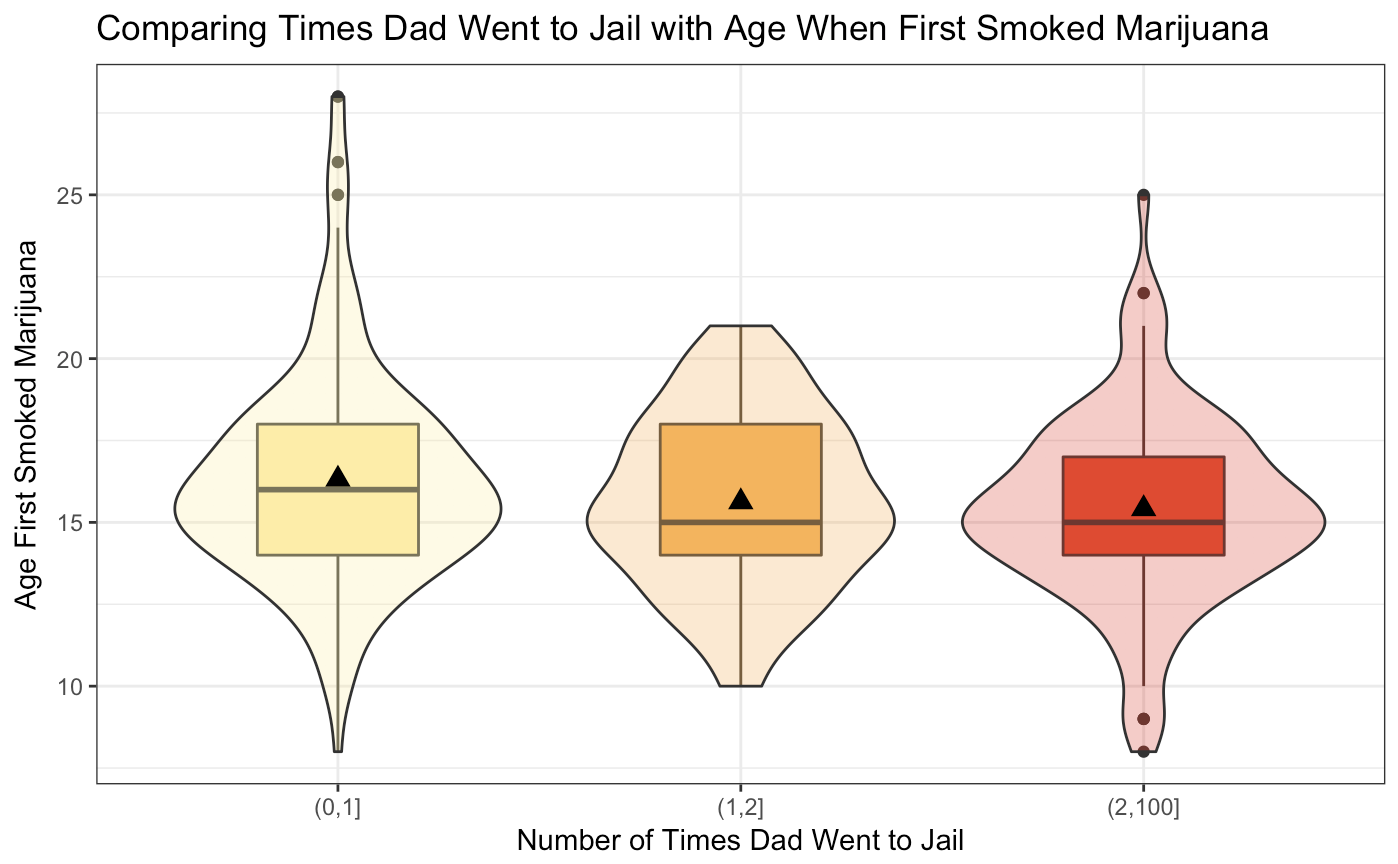 Comparing Times Dad Went to Jail with Age When First Smoked Marijuana
Age First Smoked Marijuana
25
20
15
10
(0,1]
(1,2]
(2,100]
Number of Times Dad Went to Jail